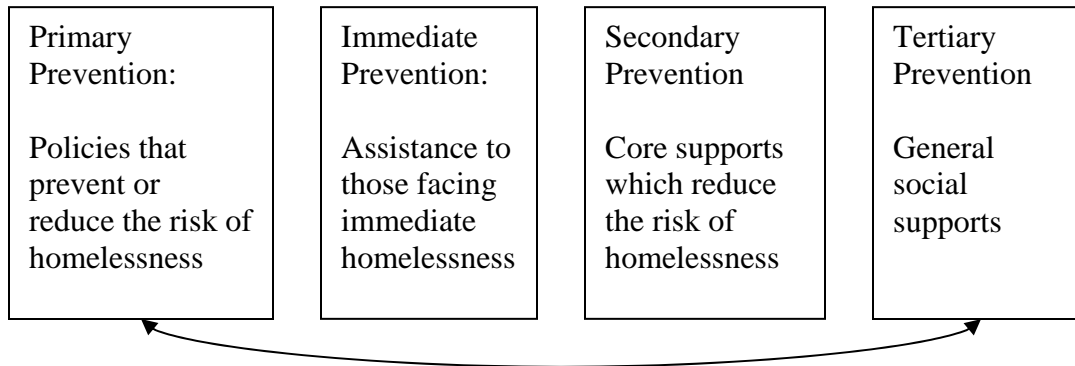 Primary
Prevention:
Policies that
prevent or
reduce the risk of
homelessness
Immediate
Prevention:
Assistance to
those facing
immediate
homelessness
Secondary
Prevention
Core supports
which reduce
the risk of
homelessness
Tertiary
Prevention
General
social
supports